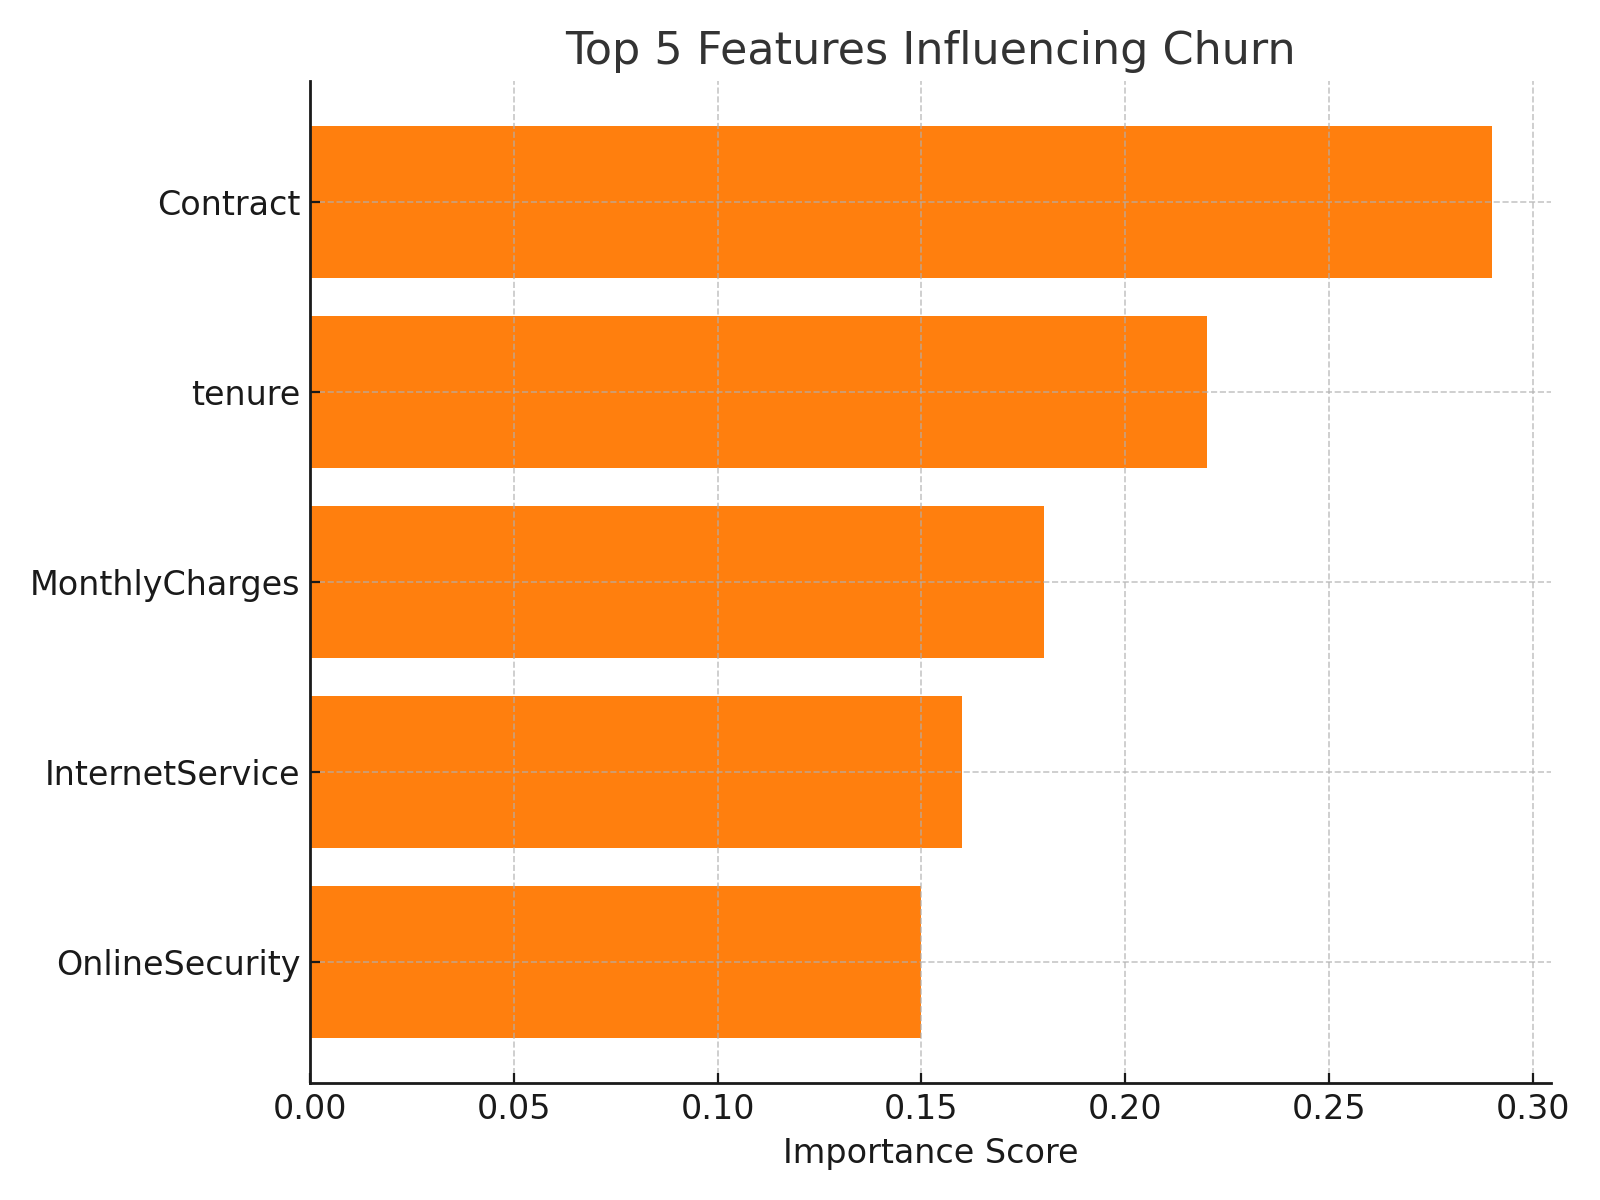 Top 5 Features Influencing Churn
Contract
tenure
MonthlyCharges
InternetService
OnlineSecurity
0.00 0.05 0.10 0.15 0.20 0.25 0.30
Importance Score